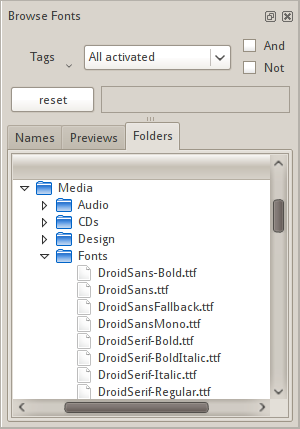 Browse Fonts
Tags All activated And
Not
reset
Names Previews Folders
Media
Audio
CDs
Design
Fonts
DroidSans-Bold.ttf
DroidSans.ttf
DroidSansFallback.ttf
DroidSansMono.ttf
DroidSerif-Bold.ttf
DroidSerif-BoldItalic.ttf
DroidSerif-Italic.ttf
DroidSerif-Regular.ttf